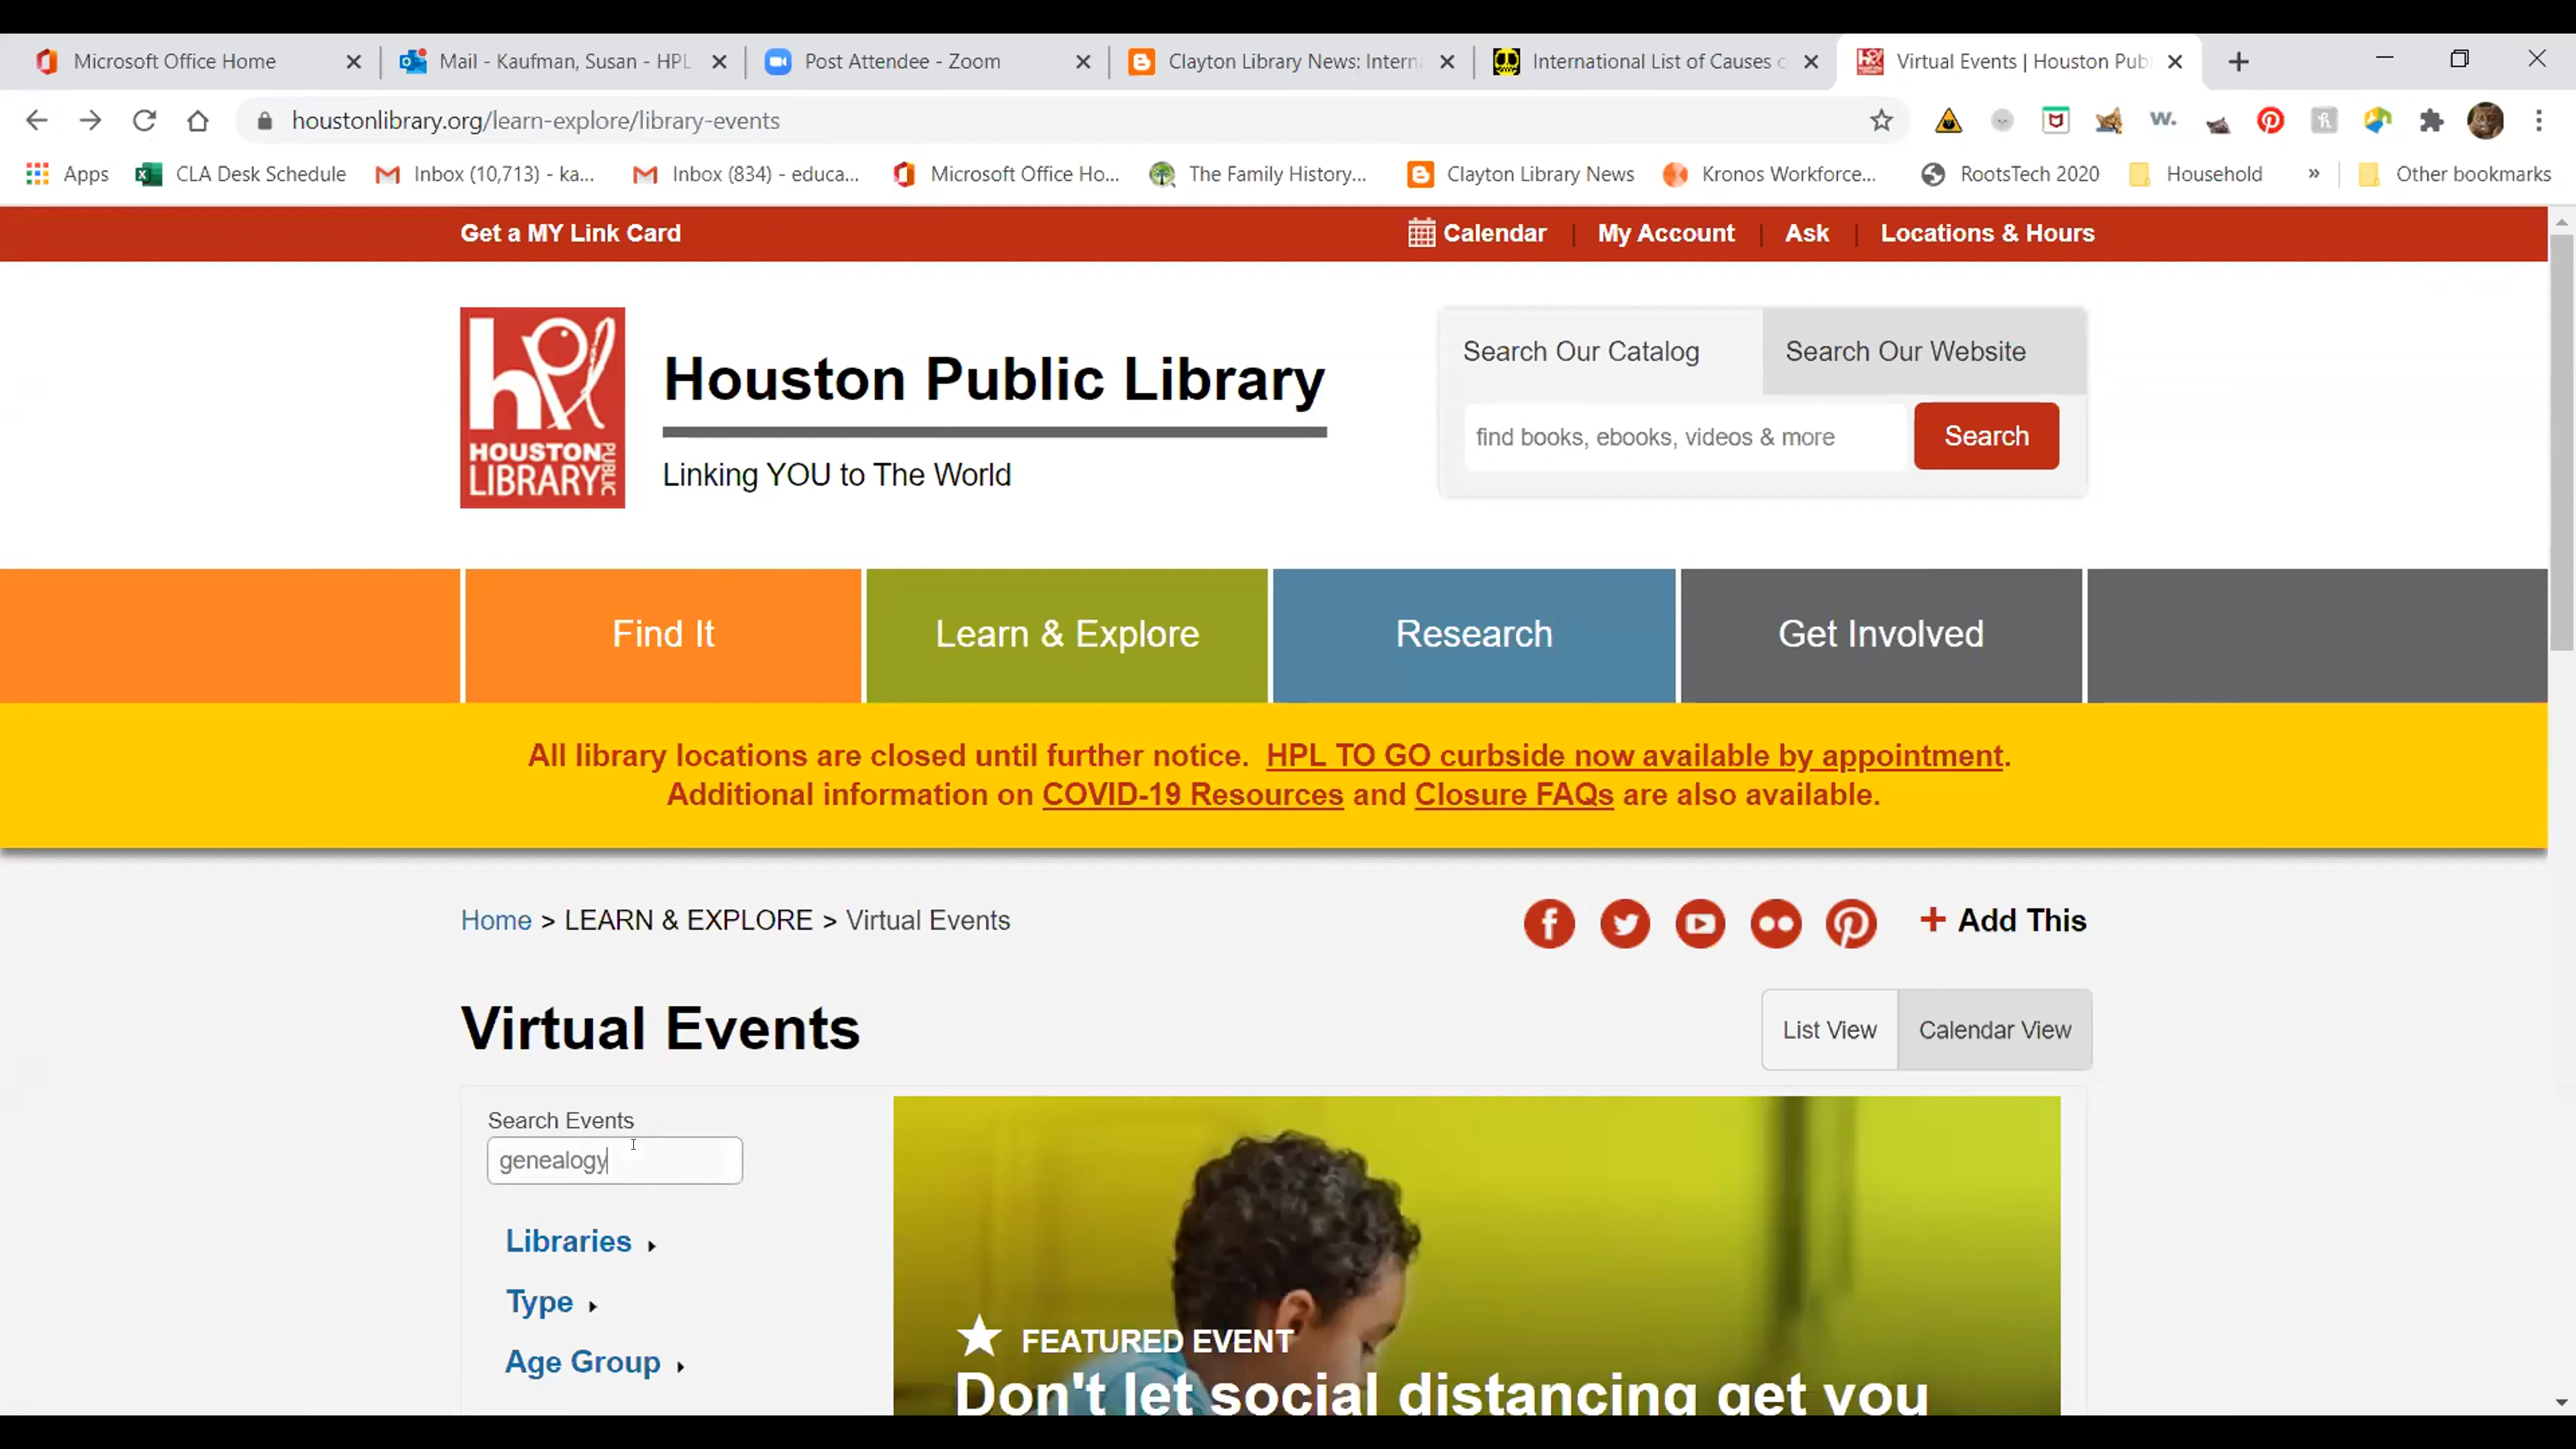 Microsoft Office Home
Mail - Kaufman, Susan - HPL
Post Attendee - Zoom
Clayton Library News: Intern
International List of Causes o
Virtual Events | Houston Publ
houstonlibrary.org/learn-explore/library-events
Apps
CLA Desk Schedule
Inbox (10,713) - ka...
Inbox (834) - educa...
Microsoft Office Ho...
The Family History...
Clayton Library News
Kronos Workforce...
RootsTech 2020
Household
»
Other bookmarks
Get a MY Link Card
Calendar | My Account | Ask | Locations & Hours
hpl
HOUSTON
PUBLIC
LIBRARY
Houston Public Library
Linking YOU to The World
Search Our Catalog
Search Our Website
find books, ebooks, videos & more
Search
Find It
Learn & Explore
Research
Get Involved
All library locations are closed until further notice. HPL TO GO curbside now available by appointment.
Additional information on COVID-19 Resources and Closure FAQs are also available.
Home > LEARN & EXPLORE > Virtual Events
+ Add This
Virtual Events
List View
Calendar View
Search Events
genealogy
Libraries
Type
Age Group
FEATURED EVENT
Don't let social distancing get you